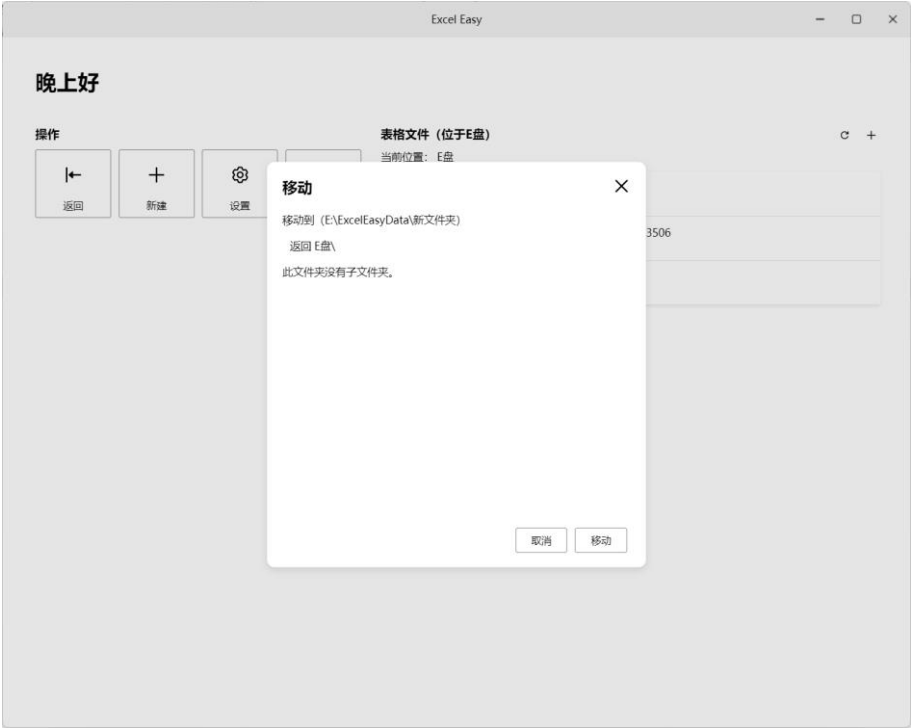 Excel Easy
晚上好
操作
返回
新建
设置
表格文件（位于E盘）
当前位置： E盘
3506
移动
移动到（E:\ExcelEasyData\新文件夹）
返回 E盘\
此文件夹没有子文件夹。
取消
移动